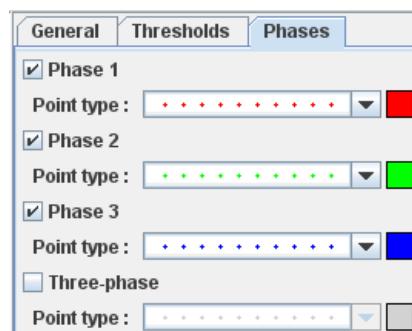 General Thresholds Phases
Phase 1
Point type :
Phase 2
Point type :
Phase 3
Point type :
Three-phase
Point type :